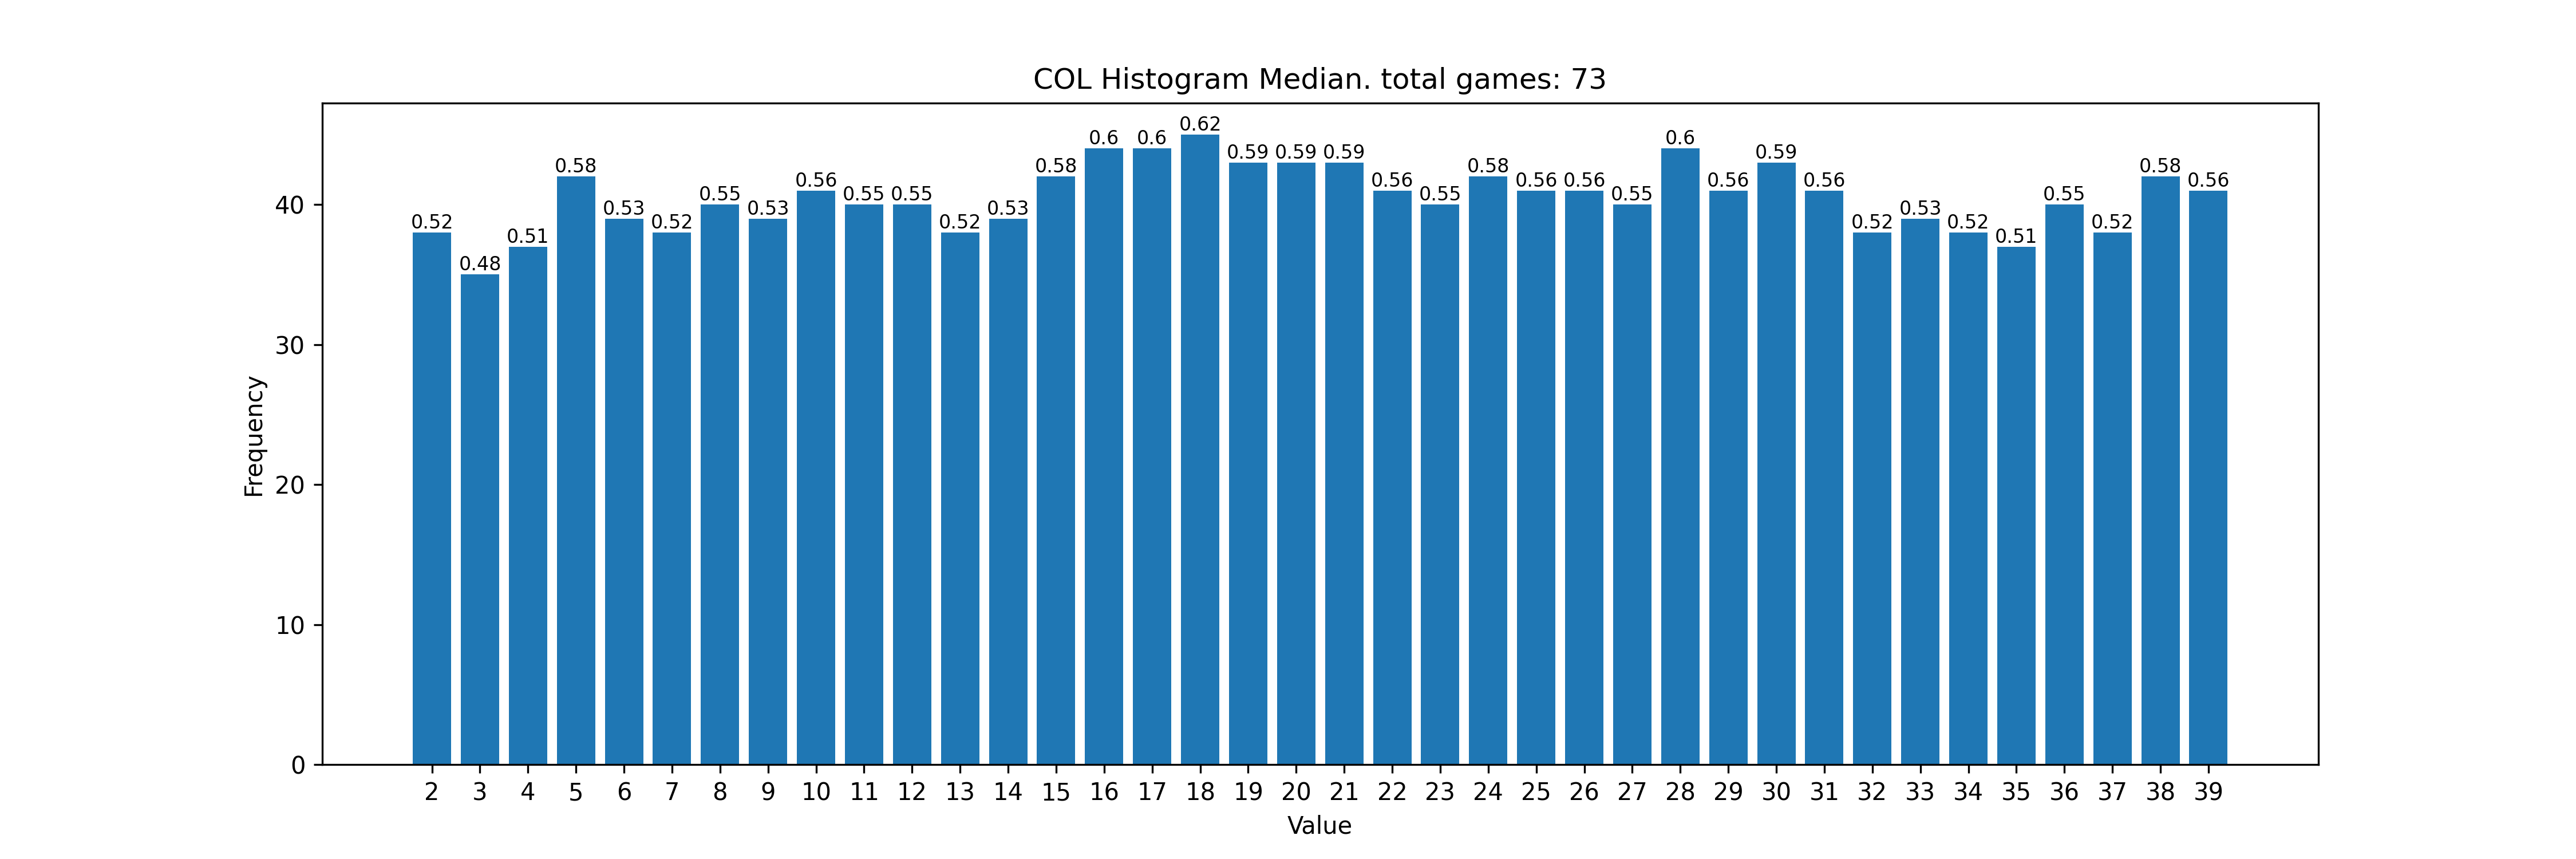 COL Histogram Median. total games: 73
0.52 0.48 0.51 0.58 0.53 0.52 0.55 0.53 0.56 0.55 0.55 0.52 0.53 0.58 0.6 0.6 0.62 0.59 0.59 0.59 0.56 0.55 0.58 0.56 0.56 0.55 0.6 0.56 0.59 0.56 0.52 0.53 0.52 0.51 0.55 0.52 0.58 0.56
40
30
20
10
0
Frequency
2 3 4 5 6 7 8 9 10 11 12 13 14 15 16 17 18 19 20 21 22 23 24 25 26 27 28 29 30 31 32 33 34 35 36 37 38 39
Value